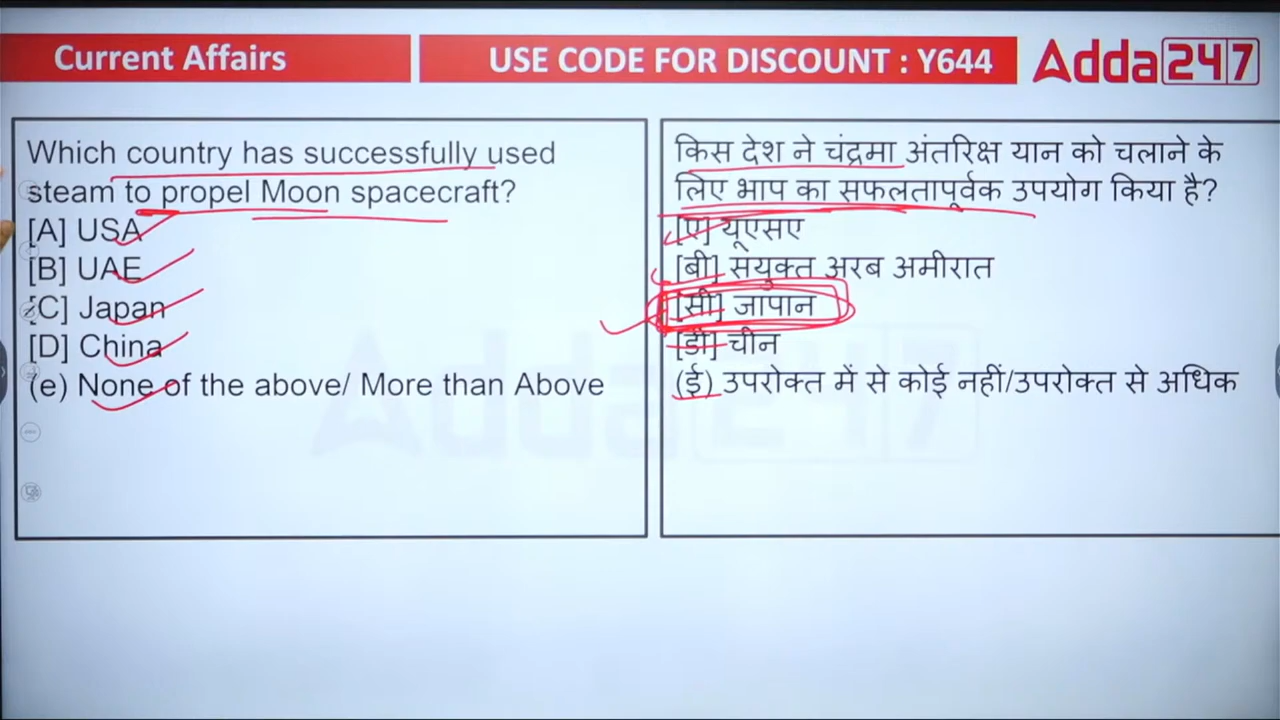 Current Affairs
USE CODE FOR DISCOUNT : Y644
Adda247
Which country has successfully used
steam to propel Moon spacecraft?
[A] USA
[B] UAE
[C] Japan
[D] China
(e) None of the above/ More than Above
किस देश ने चंद्रमा अंतरिक्ष यान को चलाने के
लिए भाप का सफलतापूर्वक उपयोग किया है?
[ए] यूएसए
[बी] संयुक्त अरब अमीरात
[सी] जापान
[डी] चीन
(ई) उपरोक्त में से कोई नहीं/उपरोक्त से अधिक
Adda247